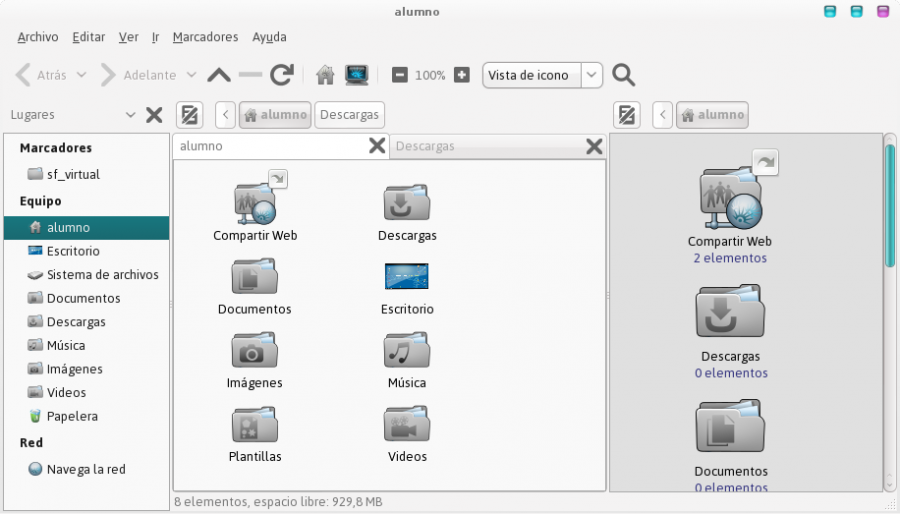 alumno
Archivo Editar Ver Ir Marcadores Ayuda
Atrás Adelante 100% Vista de icono
Lugares alumno Descargas alumno
Marcadores
sf_virtual
Equipo
alumno
Escritorio
Sistema de archivos
Documentos
Descargas
Música
Imágenes
Videos
Papelera
Red
Navega la red
alumno Descargas
Compartir Web Descargas
Documentos Escritorio
Imágenes Música
Plantillas Videos
8 elementos, espacio libre: 929,8 MB
Compartir Web
2 elementos
Descargas
0 elementos
Documentos
0 elementos